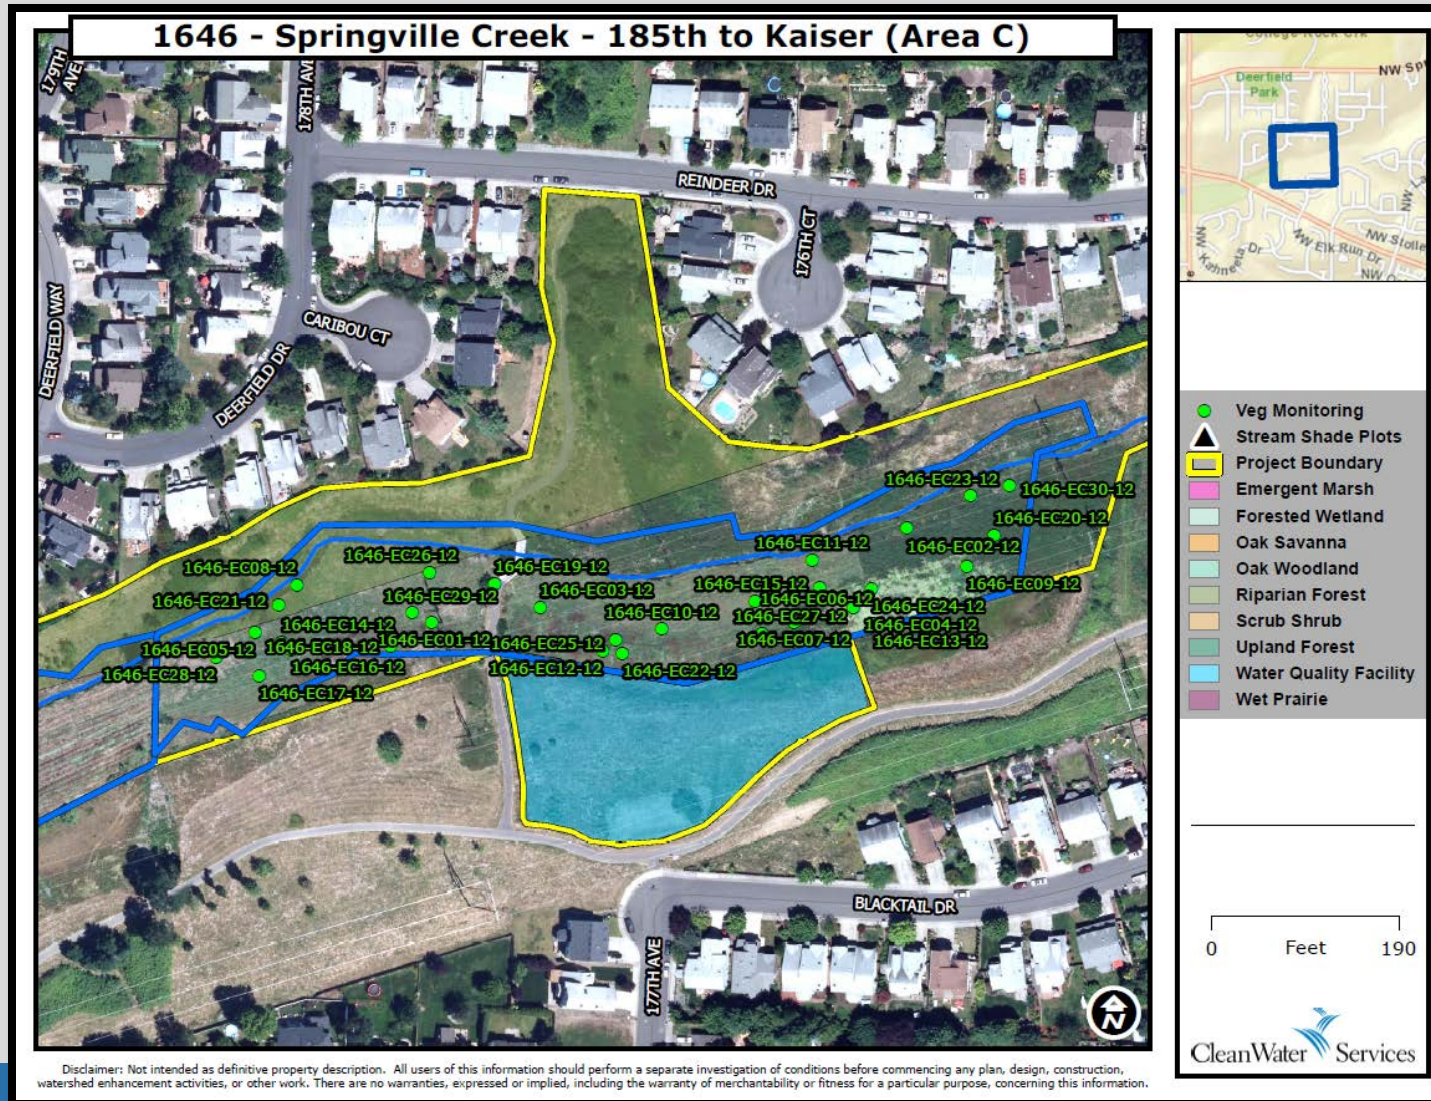 1646 - Springville Creek - 185th to Kaiser (Area C)
179TH
AVE
178TH AVE
REINDEER DR
176TH CT
CARIBOU CT
DEERFIELD WAY
DEERFIELD DR
1646-EC23-12
1646-EC30-12
1646-EC20-12
1646-EC11-12
1646-EC02-12
1646-EC26-12
1646-EC08-12
1646-EC19-12
1646-EC09-12
1646-EC15-12
1646-EC03-12
1646-EC29-12
1646-EC21-12
1646-EC06-12
1646-EC24-12
1646-EC10-12
1646-EC27-12
1646-EC14-12
1646-EC04-12
1646-EC01-12
1646-EC25-12
1646-EC07-12
1646-EC13-12
1646-EC05-12
1646-EC18-12
1646-EC16-12
1646-EC12-12
1646-EC22-12
1646-EC28-12
1646-EC17-12
BLACKTAIL DR
177TH AVE
N
College Rock Crk
NW Spr
Deerfield
Park
NW Kahneeta Dr
NW Elk Run Dr
NW Stolle
NW
Veg Monitoring
Stream Shade Plots
Project Boundary
Emergent Marsh
Forested Wetland
Oak Savanna
Oak Woodland
Riparian Forest
Scrub Shrub
Upland Forest
Water Quality Facility
Wet Prairie
0 Feet 190
CleanWater Services
Disclaimer: Not intended as definitive property description. All users of this information should perform a separate investigation of conditions before commencing any plan, design, construction,
watershed enhancement activities, or other work. There are no warranties, expressed or implied, including the warranty of merchantability or fitness for a particular purpose, concerning this information.